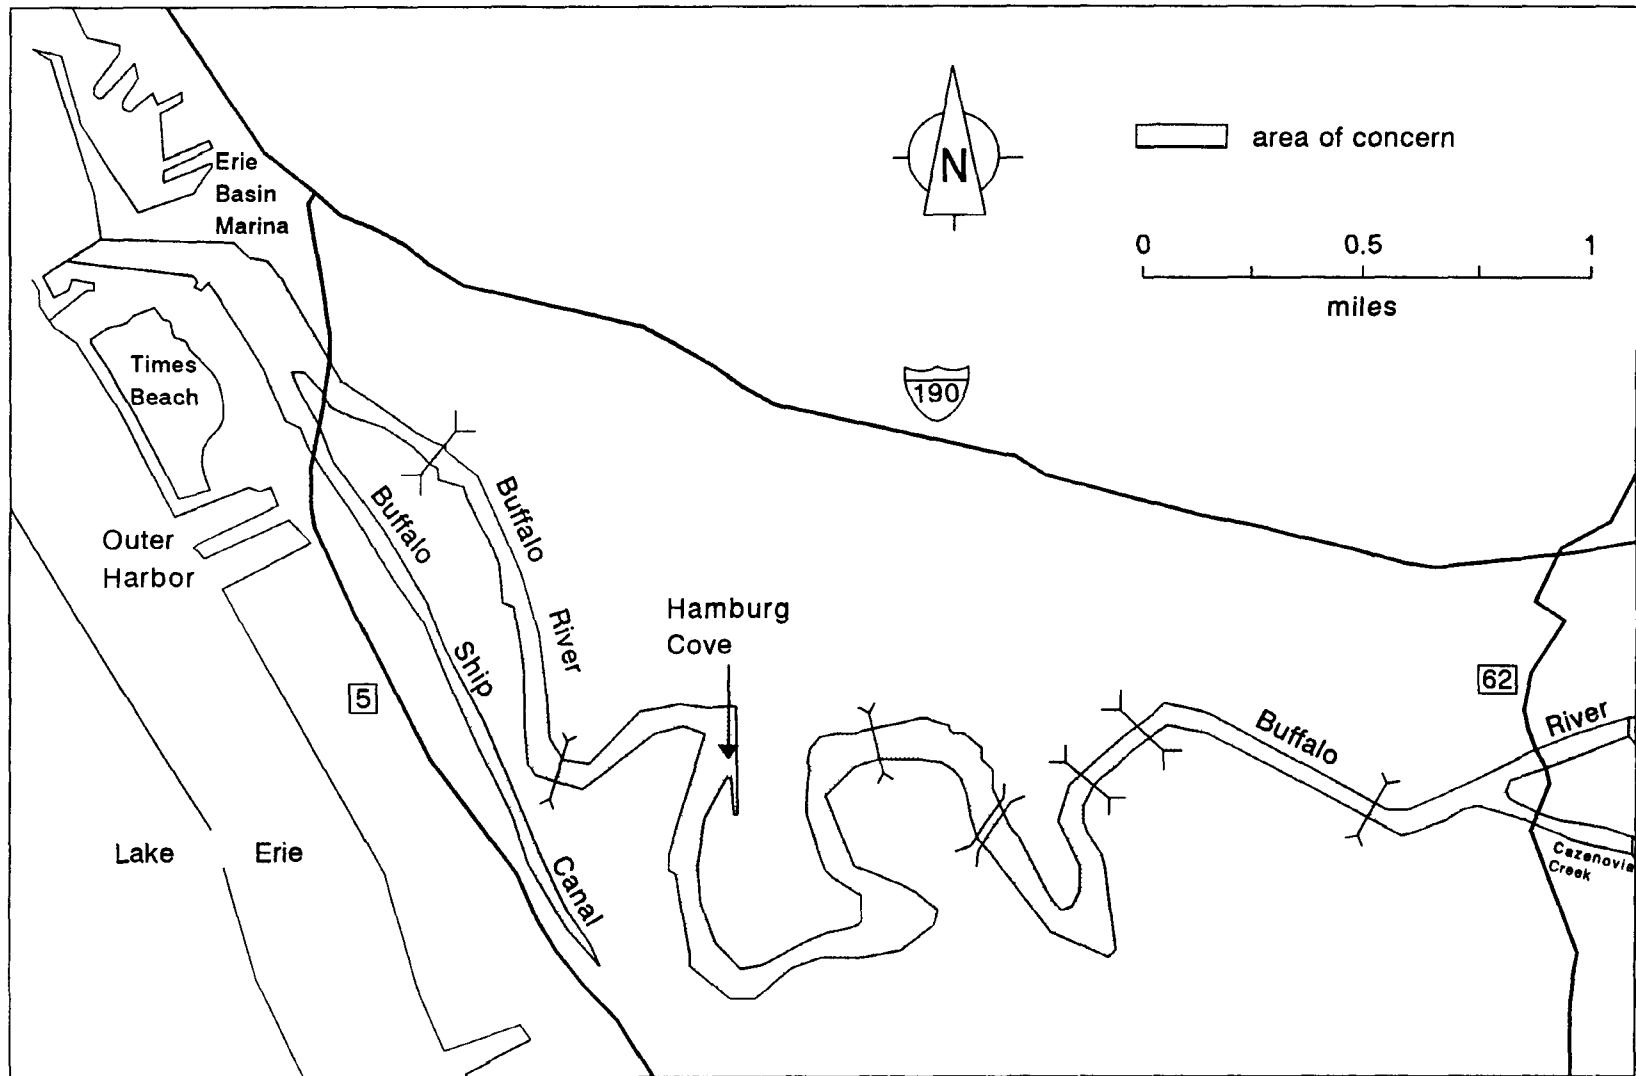 Erie
Basin
Marina
N
area of concern
0 0.5 1
miles
Times
Beach
190
Buffalo
Ship
Canal
Buffalo
River
Outer
Harbor
Hamburg
Cove
5
62
Buffalo
River
Lake Erie
Cazenovia
Creek